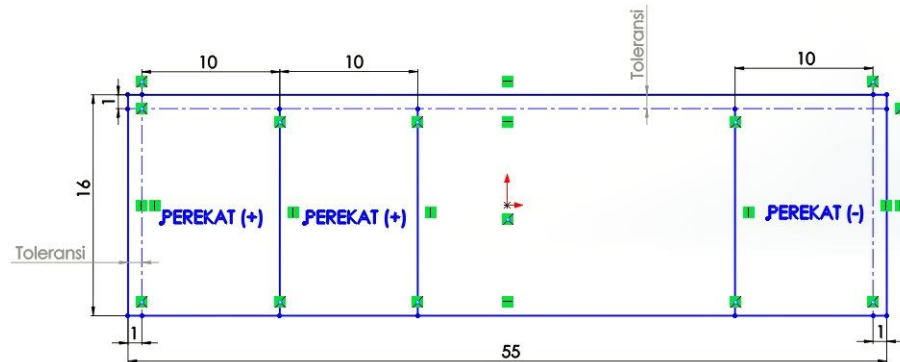 10
10
Toleransi
10
1
16
PEREKAT (+)
PEREKAT (+)
PEREKAT (-)
Toleransi
1
1
55